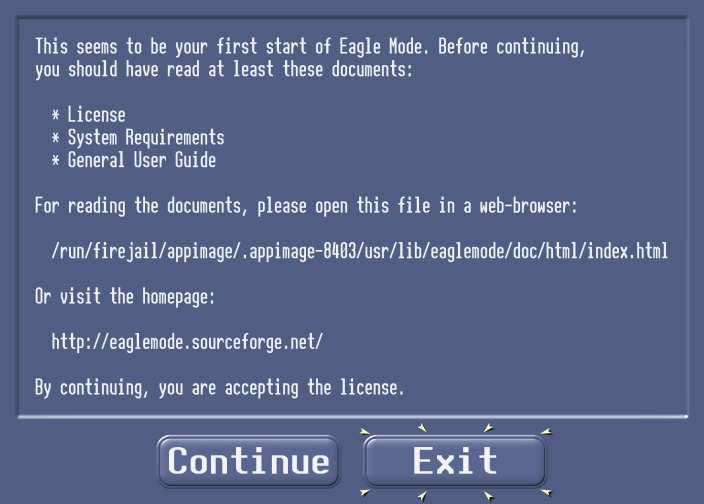 This seems to be your first start of Eagle Mode. Before continuing,
you should have read at least these documents:
* License
* System Requirements
* General User Guide
For reading the documents, please open this file in a web-browser:
/run/firejail/appimage/.appimage-8403/usr/lib/eaglemode/doc/html/index.html
Or visit the homepage:
http://eaglemode.sourceforge.net/
By continuing, you are accepting the license.
Continue Exit